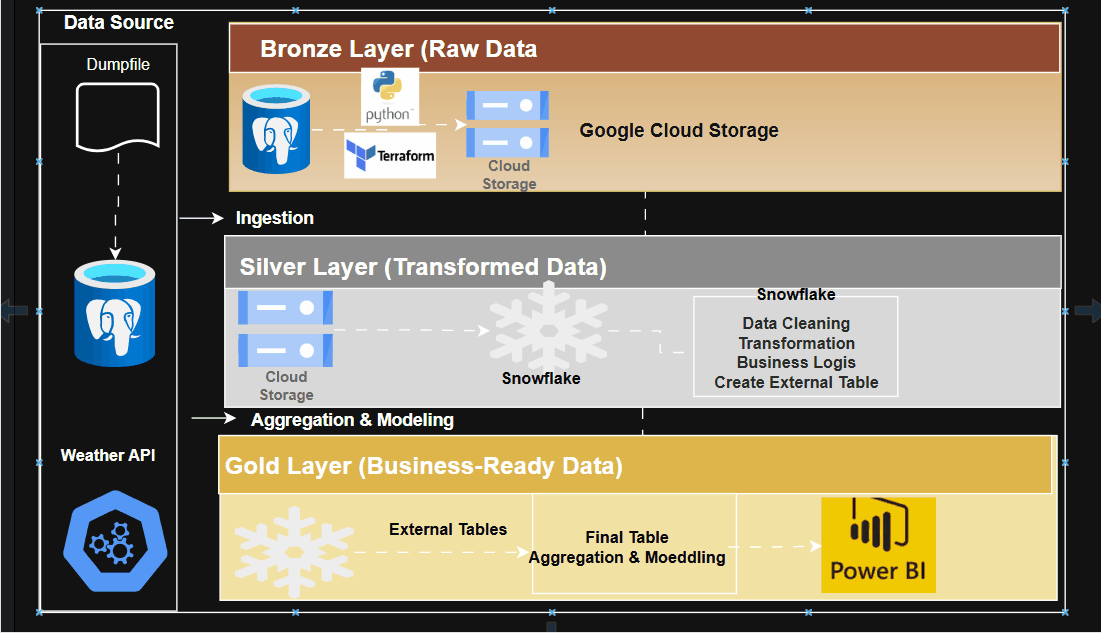 Data Source
Dumpfile
Weather API
Bronze Layer (Raw Data
python
Terraform
Cloud
Storage
Google Cloud Storage
Ingestion
Silver Layer (Transformed Data)
Cloud
Storage
Snowflake
Snowflake
Data Cleaning
Transformation
Business Logis
Create External Table
Aggregation & Modeling
Gold Layer (Business-Ready Data)
External Tables
Final Table
Aggregation & Moeddling
Power BI